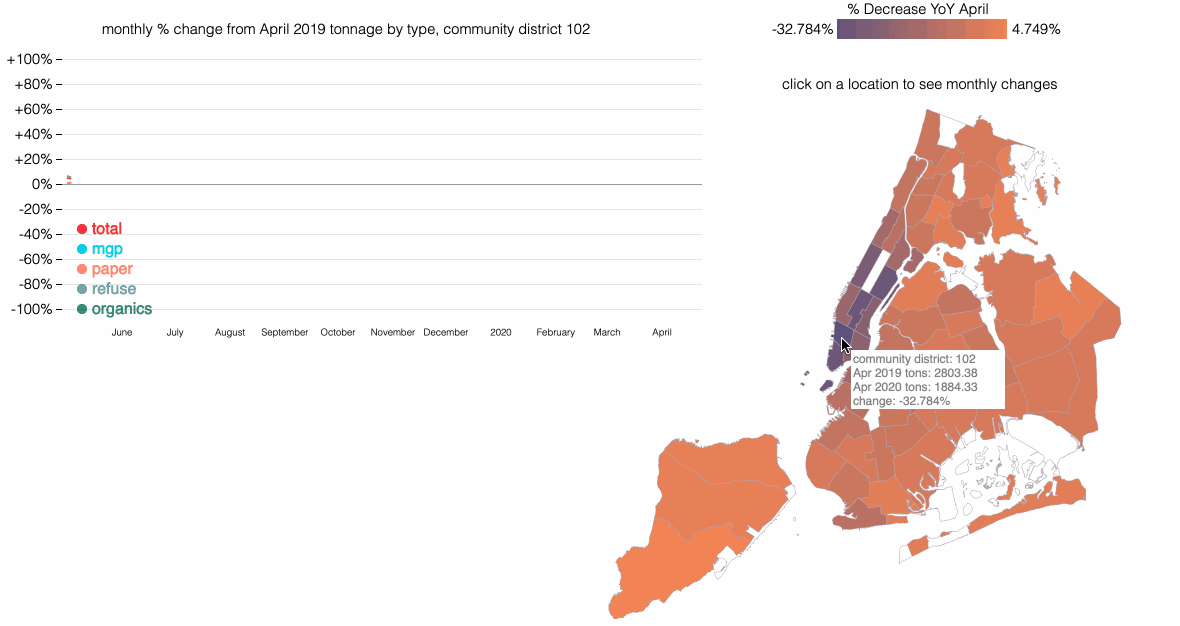 monthly % change from April 2019 tonnage by type, community district 102
+100%
+80%
+60%
+40%
+20%
0%
-20%
-40%
-60%
-80%
-100%
total
mgp
paper
refuse
organics
June July August September October November December 2020 February March April
% Decrease YoY April
-32.784% 4.749%
click on a location to see monthly changes
community district: 102
Apr 2019 tons: 2803.38
Apr 2020 tons: 1884.33
change: -32.784%